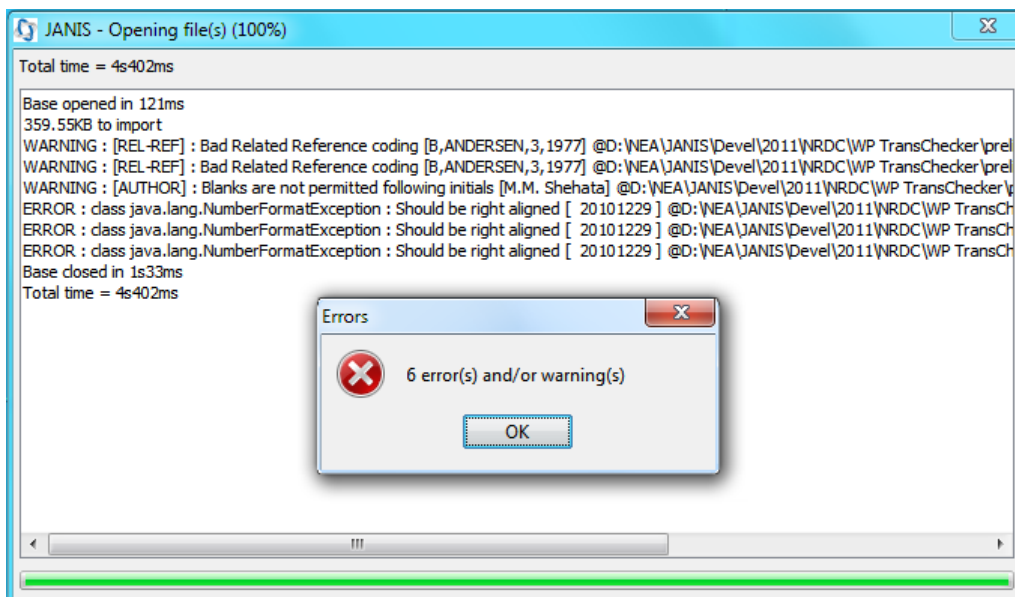 JANIS - Opening file(s) (100%)
Total time = 4s402ms
Base opened in 121ms
359.55KB to import
WARNING : [REL-REF] : Bad Related Reference coding [B,ANDERSEN,3,1977] @D:\NEA\JANIS\Devel\2011\NRDC\WP TransChecker\preli
WARNING : [REL-REF] : Bad Related Reference coding [B,ANDERSEN,3,1977] @D:\NEA\JANIS\Devel\2011\NRDC\WP TransChecker\preli
WARNING : [AUTHOR] : Blanks are not permitted following initials [M.M. Shehata] @D:\NEA\JANIS\Devel\2011\NRDC\WP TransChecker\p
ERROR : class java.lang.NumberFormatException : Should be right aligned [  20101229 ] @D:\NEA\JANIS\Devel\2011\NRDC\WP TransCh
ERROR : class java.lang.NumberFormatException : Should be right aligned [  20101229 ] @D:\NEA\JANIS\Devel\2011\NRDC\WP TransCh
ERROR : class java.lang.NumberFormatException : Should be right aligned [  20101229 ] @D:\NEA\JANIS\Devel\2011\NRDC\WP TransCh
Base closed in 1s33ms
Total time = 4s402ms
Errors
6 error(s) and/or warning(s)
OK